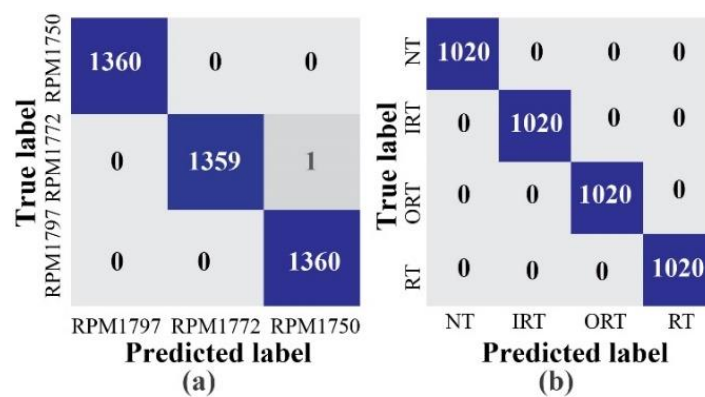 True label
RPM1750
RPM1772
RPM1797
1360 0 0
0 1359 1
0 0 1360
RPM1797 RPM1772 RPM1750
Predicted label
(a)
True label
NT
IRT
ORT
RT
1020 0 0 0
0 1020 0 0
0 0 1020 0
0 0 0 1020
NT IRT ORT RT
Predicted label
(b)